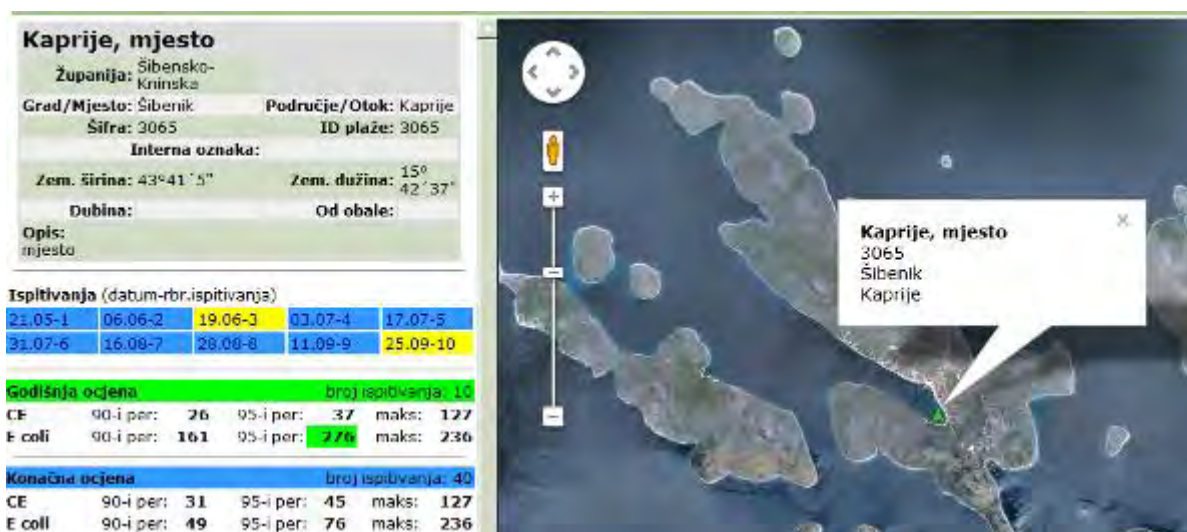 Kaprije, mjesto
Županija: Šibensko-
Kninska
Grad/Mjesto: Šibenik Područje/Otok: Kaprije
Šifra: 3065 ID plaže: 3065
Interna oznaka:
Zem. širina: 43°41´5" Zem. dužina: 15°
42´37"
Dubina: Od obale:
Opis:
mjesto
Ispitivanja (datum-rbr.ispitivanja)
21.05-1 06.06-2 19.06-3 03.07-4 17.07-5
31.07-6 16.08-7 28.08-8 11.09-9 25.09-10
Godišnja ocjena broj ispitivanja: 10
CE 90-i per: 26 95-i per: 37 maks: 127
E coli 90-i per: 161 95-i per: 276 maks: 236
Konačna ocjena broj ispitivanja: 40
CE 90-i per: 31 95-i per: 45 maks: 127
E coli 90-i per: 49 95-i per: 76 maks: 236
Kaprije, mjesto
3065
Šibenik
Kaprije